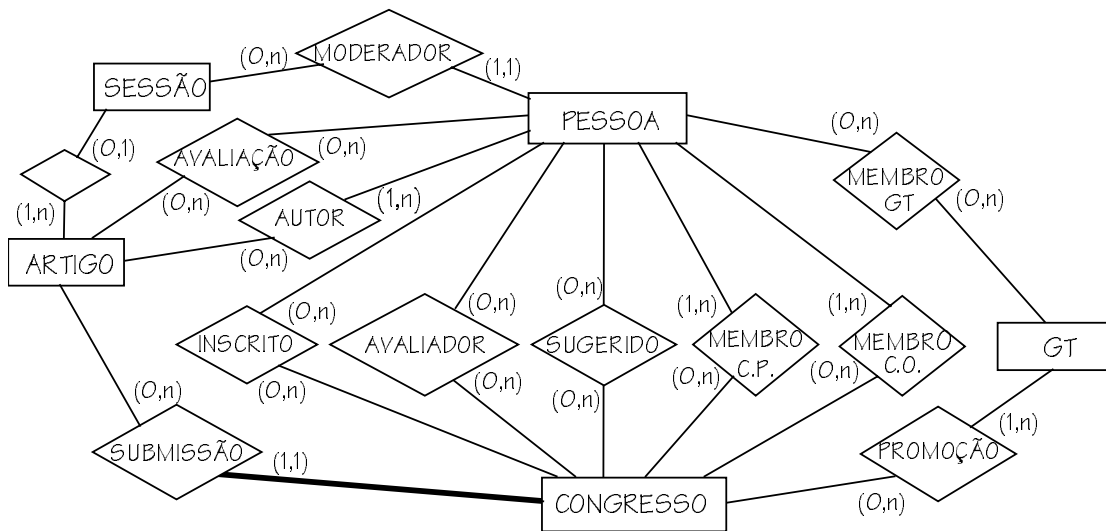 (0,n)
MODERADOR
(1,1)
SESSÃO
PESSOA
(0,1)
AVALIAÇÃO
(0,n)
(0,n)
MEMBRO
GT
(0,n)
(1,n)
(0,n)
AUTOR
(1,n)
ARTIGO
(0,n)
(0,n)
(0,n)
(0,n)
(1,n)
(1,n)
INSCRITO
AVALIADOR
SUGERIDO
MEMBRO
C.P.
MEMBRO
C.O.
GT
(0,n)
(0,n)
(0,n)
(0,n)
(0,n)
(0,n)
SUBMISSÃO
(1,1)
(1,n)
PROMOÇÃO
(0,n)
CONGRESSO